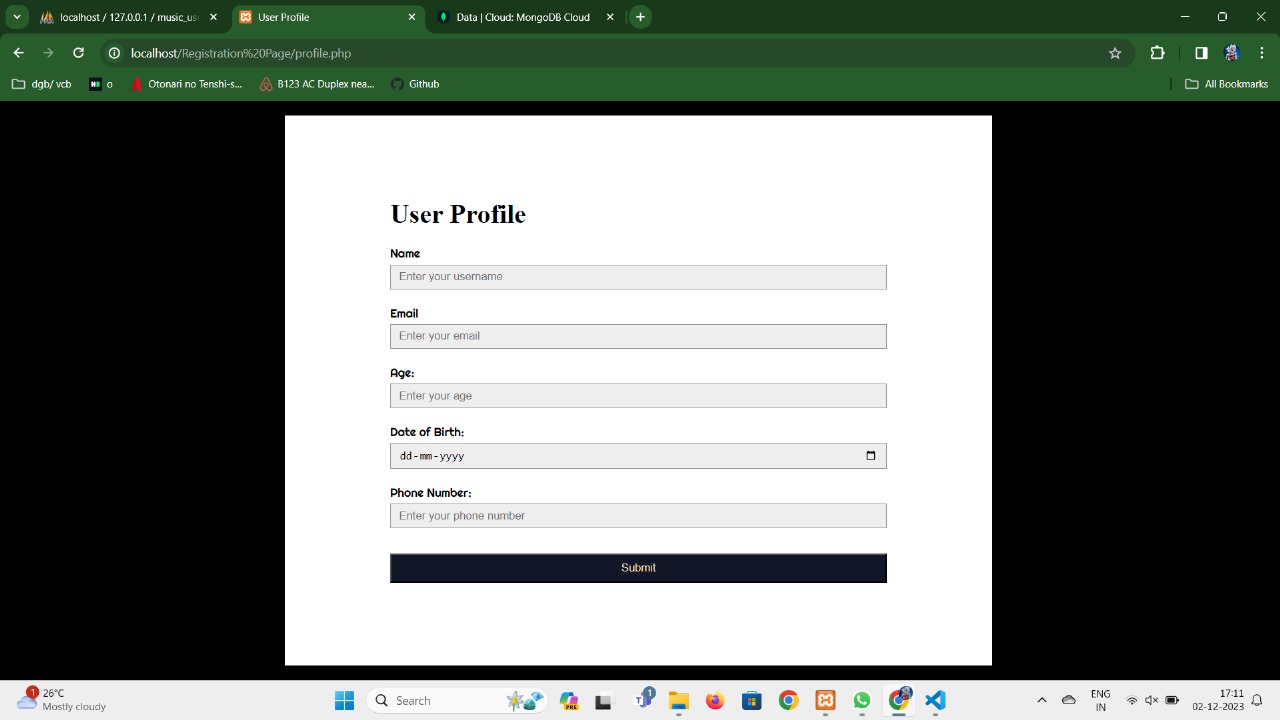 localhost / 127.0.0.1 / music_us
User Profile
Data | Cloud: MongoDB Cloud
localhost/Registration%20Page/profile.php
dgb/ vcb
o
Otonari no Tenshi-s...
B123 AC Duplex nea...
Github
All Bookmarks
User Profile
Name
Enter your username
Email
Enter your email
Age:
Enter your age
Date of Birth:
dd-mm-yyyy
Phone Number:
Enter your phone number
Submit
1
26°C
Mostly cloudy
Search
PRE
1
ENG
IN
17:11
02-12-2023